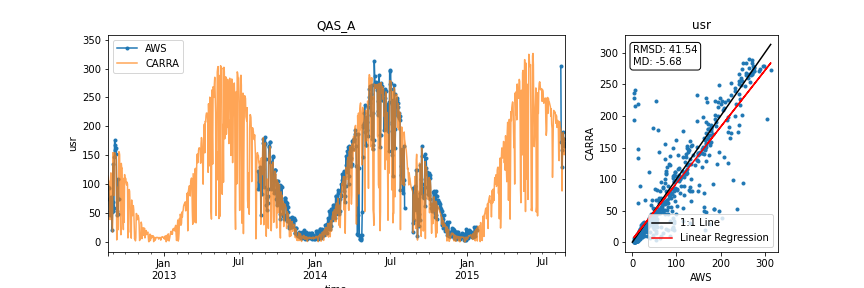 QAS_A
usr
350
300
250
200
150
100
50
0
usr
AWS
CARRA
Jan
2013
Jul
Jan
2014
Jul
Jan
2015
Jul
time
usr
RMSD: 41.54
MD: -5.68
CARRA
300
250
200
150
100
50
0
1:1 Line
Linear Regression
0
100
200
300
AWS